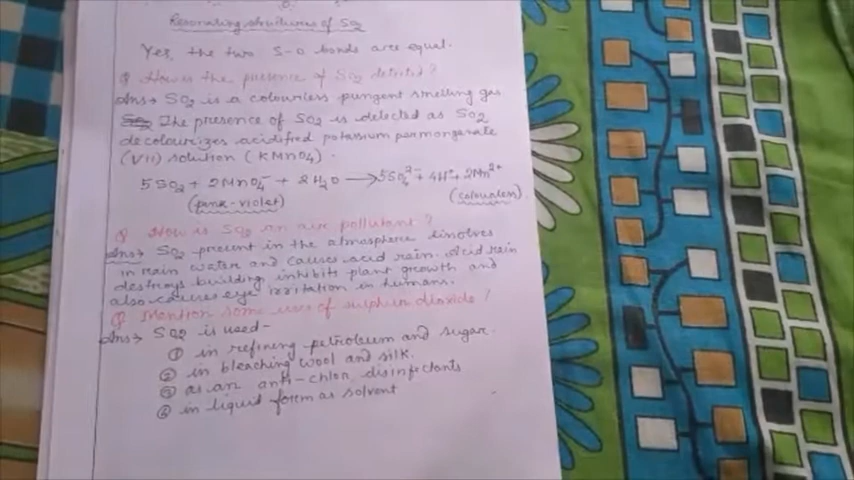 Resonating structures of SO2
Yes, the two S-O bonds are equal.
Q How is the presence of SO2 detected?
Ans→ SO2 is a colourless pungent smelling gas
The presence of SO2 is detected as SO2
decolourizes acidified potassium permongerate
(VII) solution (KMnO4).
5SO2 + 2MnO4⁻ + 2H2O → 5SO4²⁻ + 4H⁺ + 2Mn²⁺
(pink-violet) (colourless)
Q How is SO2 an air pollutant?
Ans→ SO2 present in the atmosphere
in rain water and causes acid rain. Acid rain
destroys building, inhibits plant growth and
also causes eye irritation in humans.
Q Mention some uses of sulphur dioxide?
Ans→ SO2 is used-
① in refining petroleum and sugar.
② in bleaching wool and silk.
③ as an anti-chlor, disinfectants
④ in liquid form as solvent